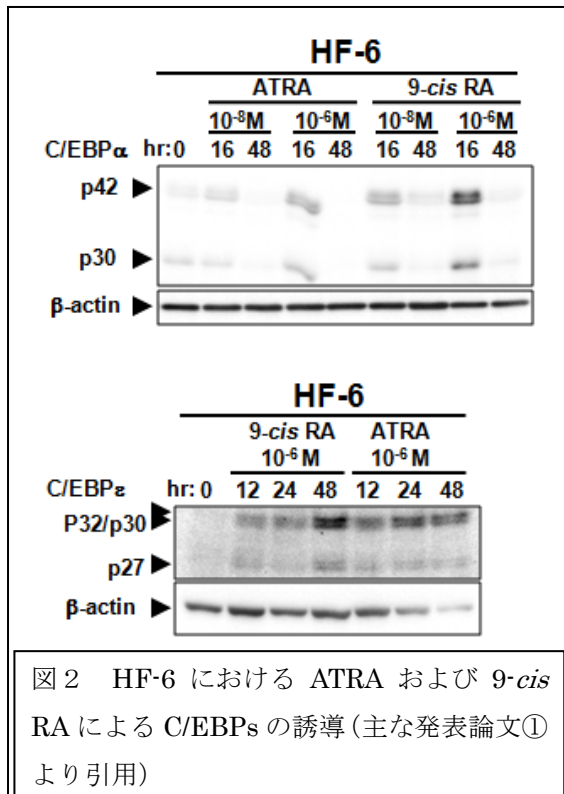 HF-6
ATRA 9-cis RA
10-8M 10-6M 10-8M 10-6M
C/EBPα hr: 0 16 48 16 48 16 48 16 48
p42
p30
β-actin
HF-6
9-cis RA ATRA
10-6 M 10-6 M
C/EBPε hr: 0 12 24 48 12 24 48
P32/p30
p27
β-actin
図２ HF-6 における ATRA および 9-cis
RA による C/EBPs の誘導（主な発表論文①
より引用）